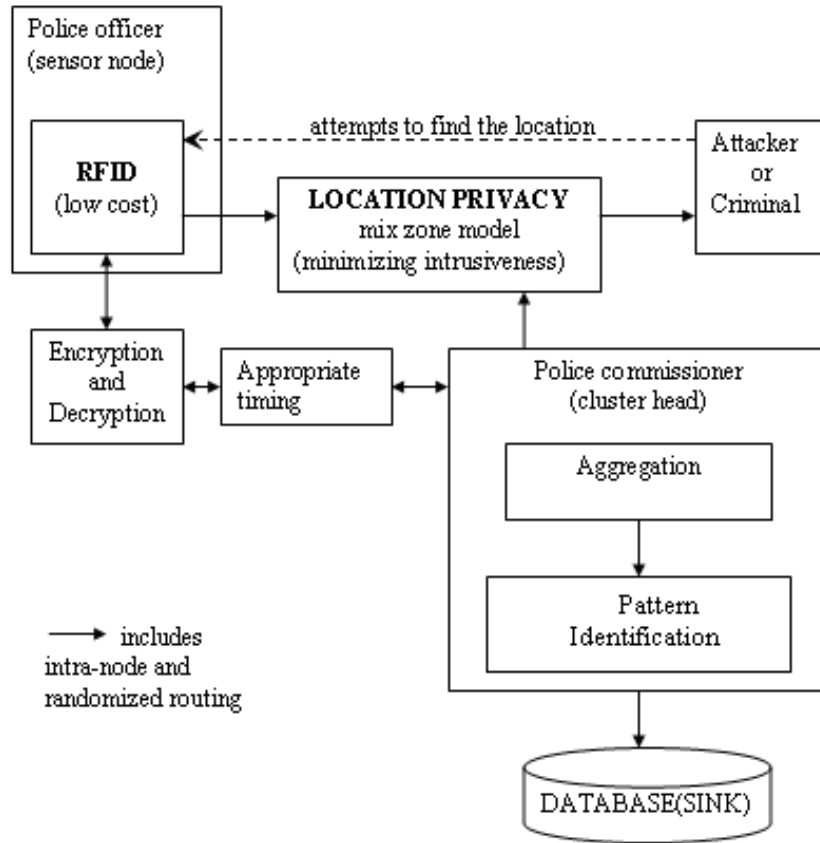 Police officer
(sensor node)
attempts to find the location
RFID
(low cost)
LOCATION PRIVACY
mix zone model
(minimizing intrusiveness)
Attacker
or
Criminal
Encryption
and
Decryption
Appropriate
timing
Police commissioner
(cluster head)
Aggregation
Pattern
Identification
includes
intra-node and
randomized routing
DATABASE(SINK)